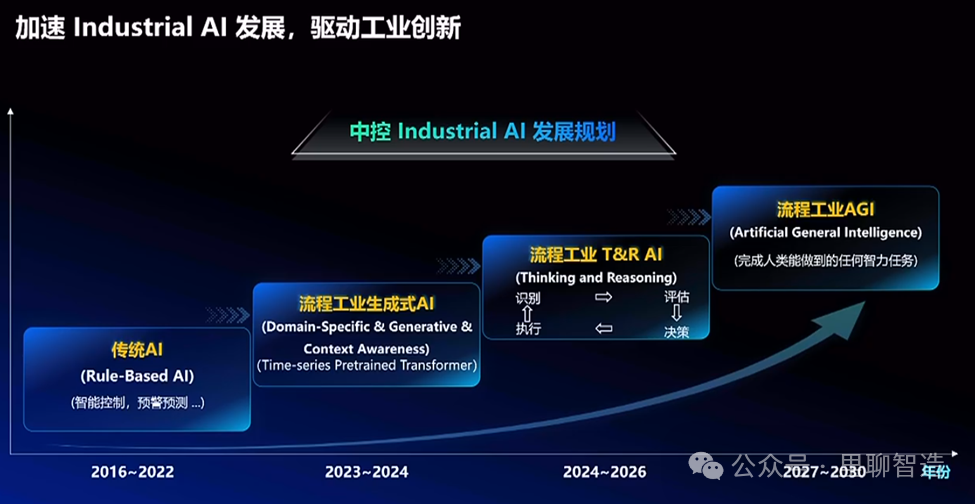 加速 Industrial AI 发展，驱动工业创新
中控 Industrial AI 发展规划
传统AI
(Rule-Based AI)
(智能控制，预警预测 ...)
流程工业生成式AI
(Domain-Specific & Generative &
Context Awareness)
(Time-series Pretrained Transformer)
流程工业 T&R AI
(Thinking and Reasoning)
识别 评估
执行 决策
流程工业AGI
(Artificial General Intelligence)
(完成人类能做到的任何智力任务)
2016~2022 2023~2024 2024~2026 2027~2030 年份
公众号：思聊智造